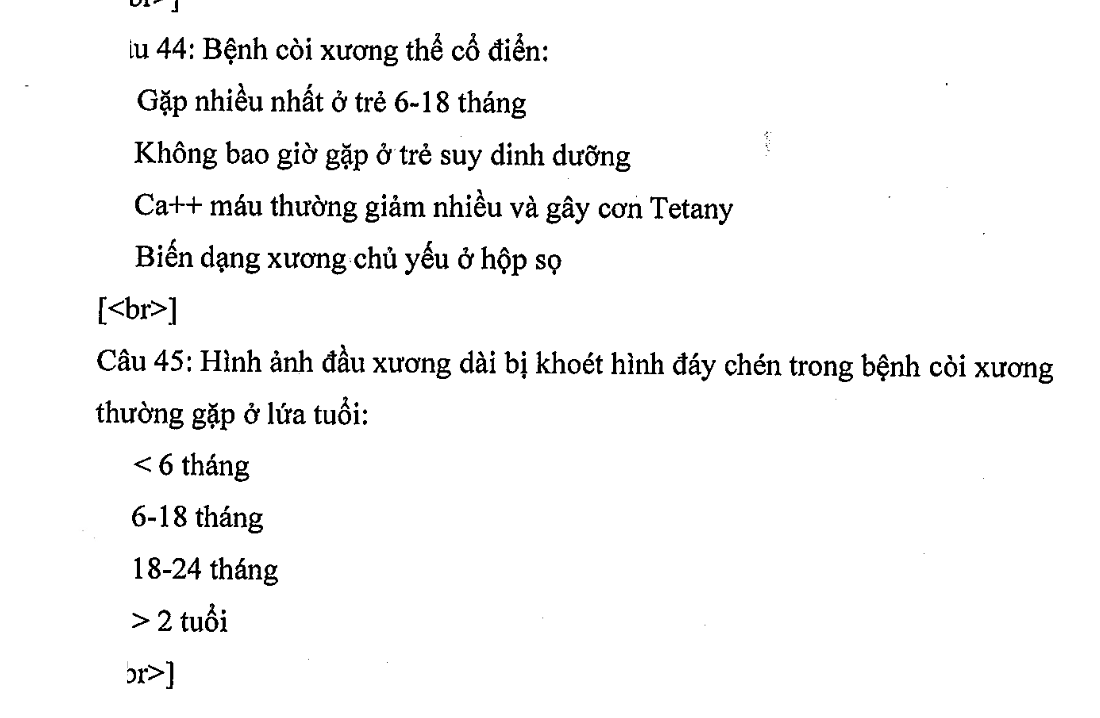 br>]
u 44: Bệnh còi xương thể cổ điển:
Gặp nhiều nhất ở trẻ 6-18 tháng
Không bao giờ gặp ở trẻ suy dinh dưỡng
Ca++ máu thường giảm nhiều và gây cơn Tetany
Biến dạng xương chủ yếu ở hộp sọ
[<br>]
Câu 45: Hình ảnh đầu xương dài bị khoét hình đáy chén trong bệnh còi xương
thường gặp ở lứa tuổi:
< 6 tháng
6-18 tháng
18-24 tháng
> 2 tuổi
br>]